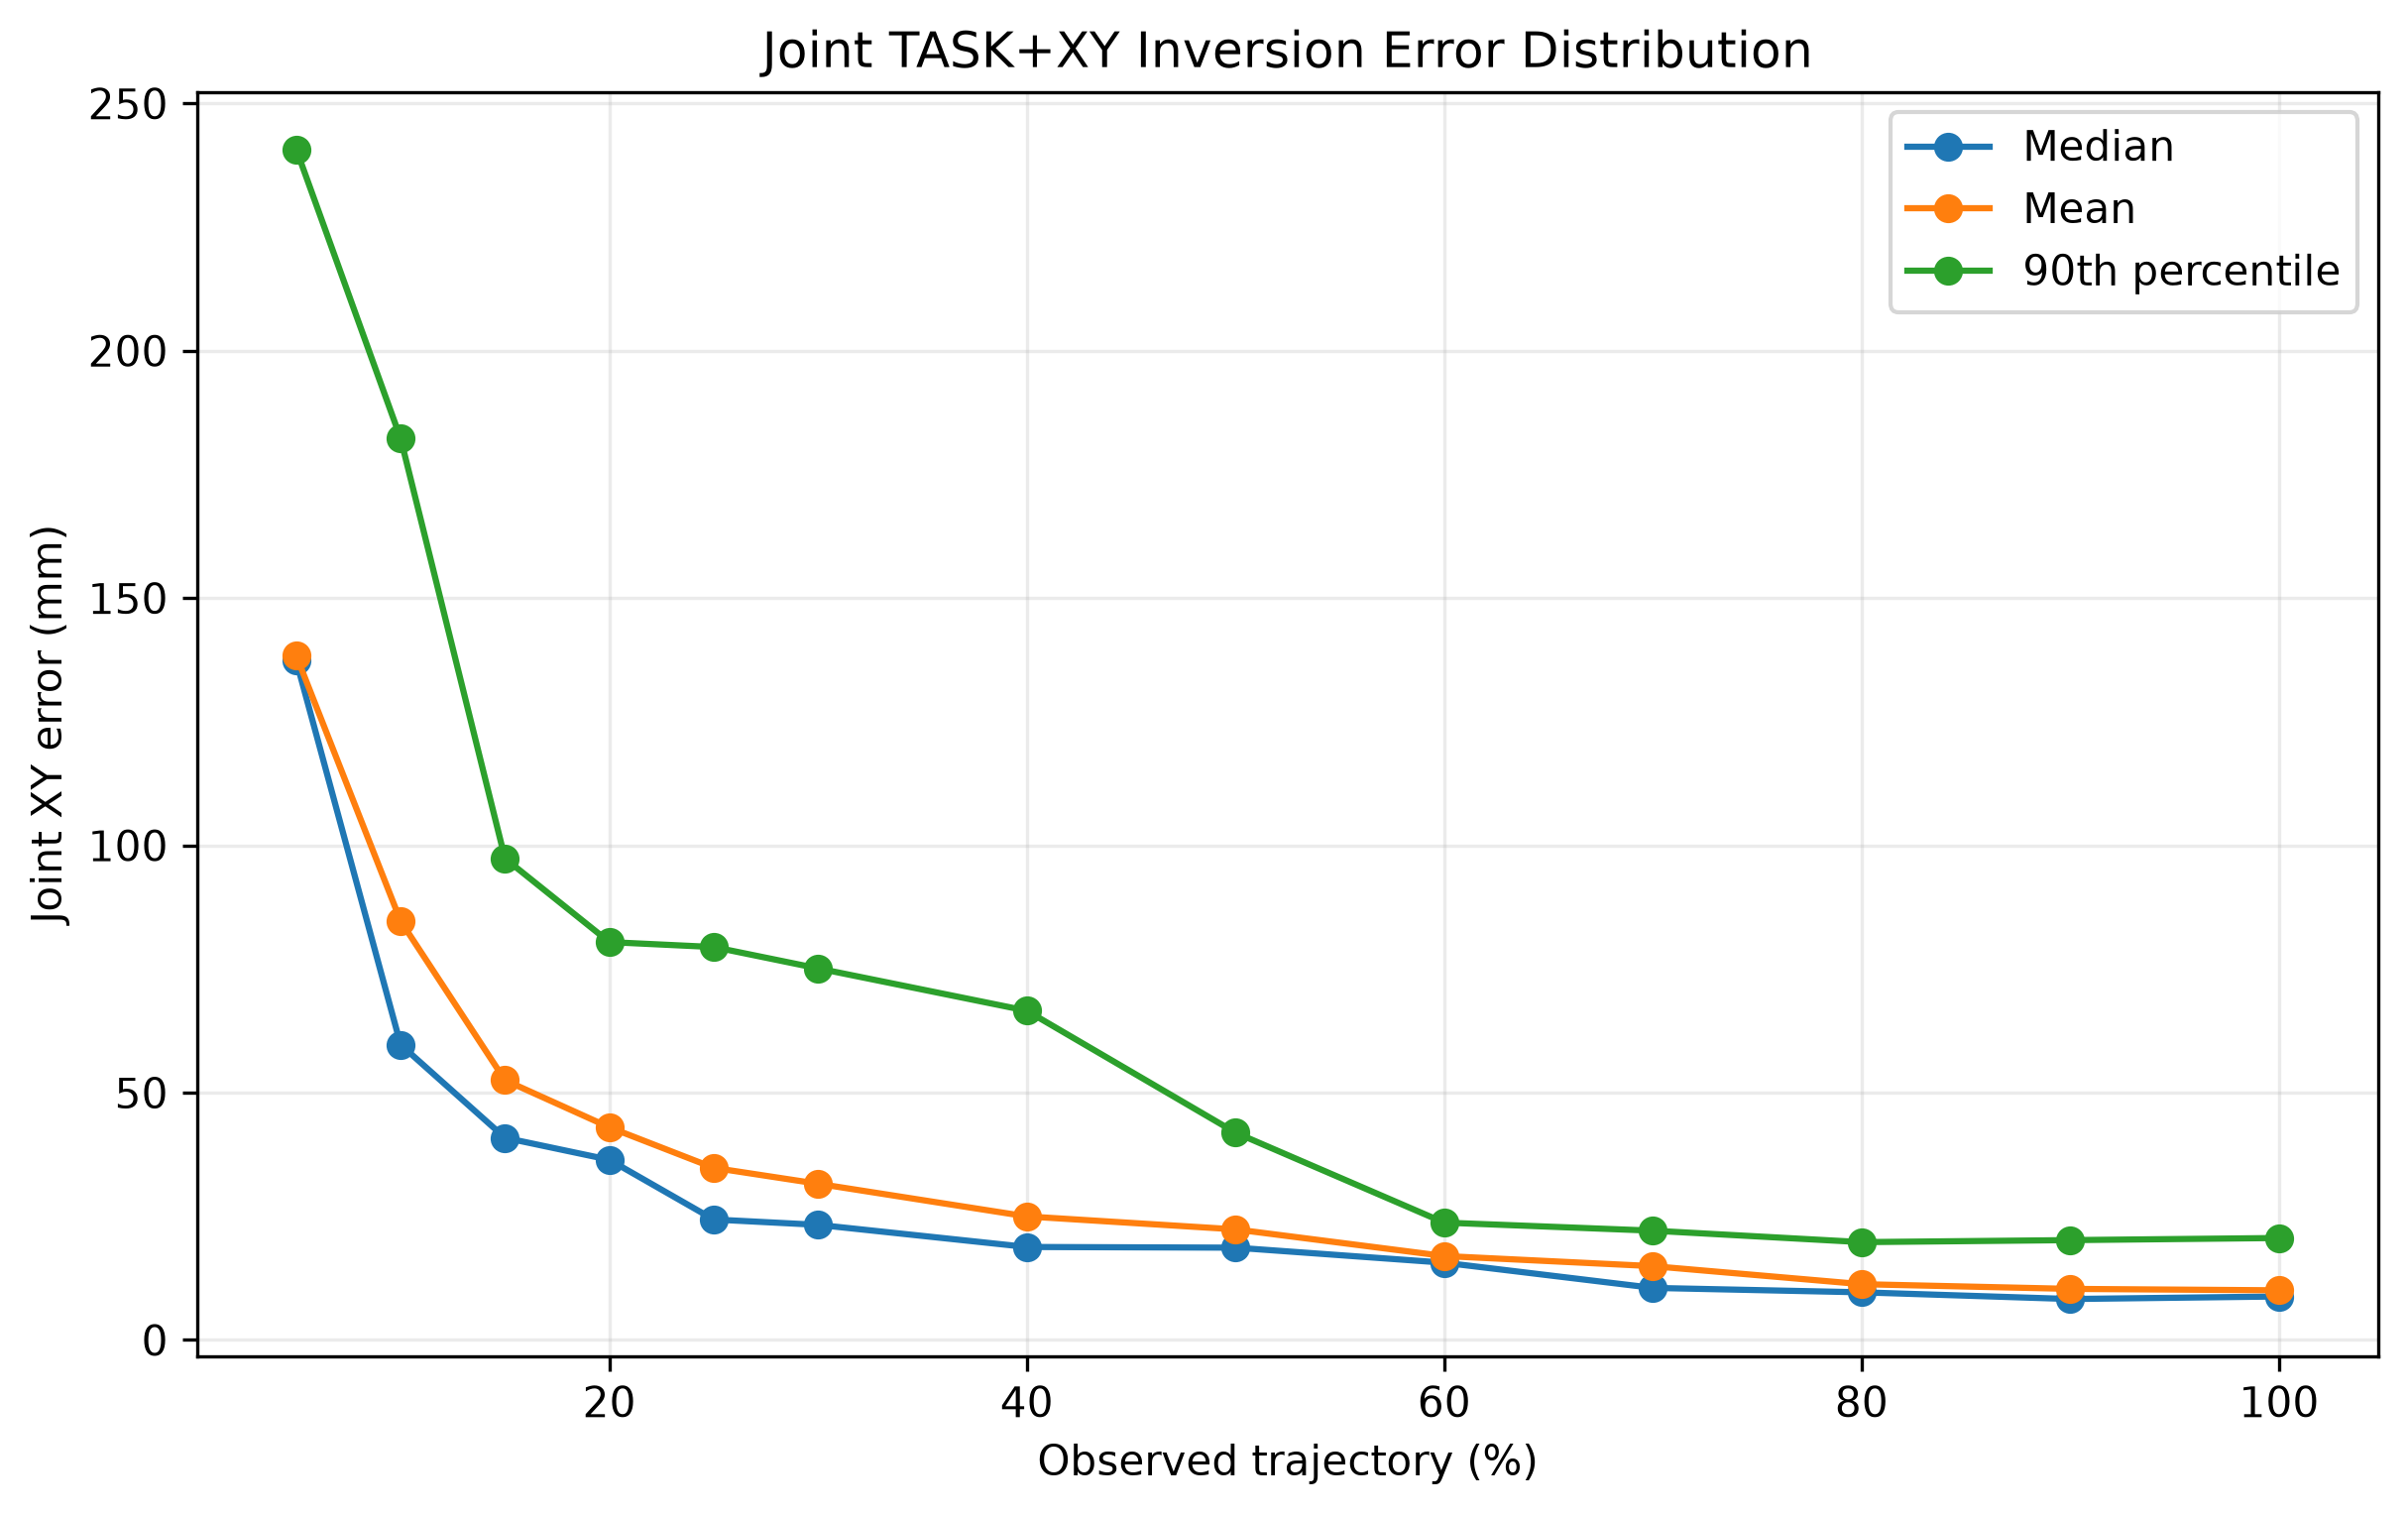 Joint TASK+XY Inversion Error Distribution
Median
Mean
90th percentile
Joint XY error (mm)
250
200
150
100
50
0
20 40 60 80 100
Observed trajectory (%)